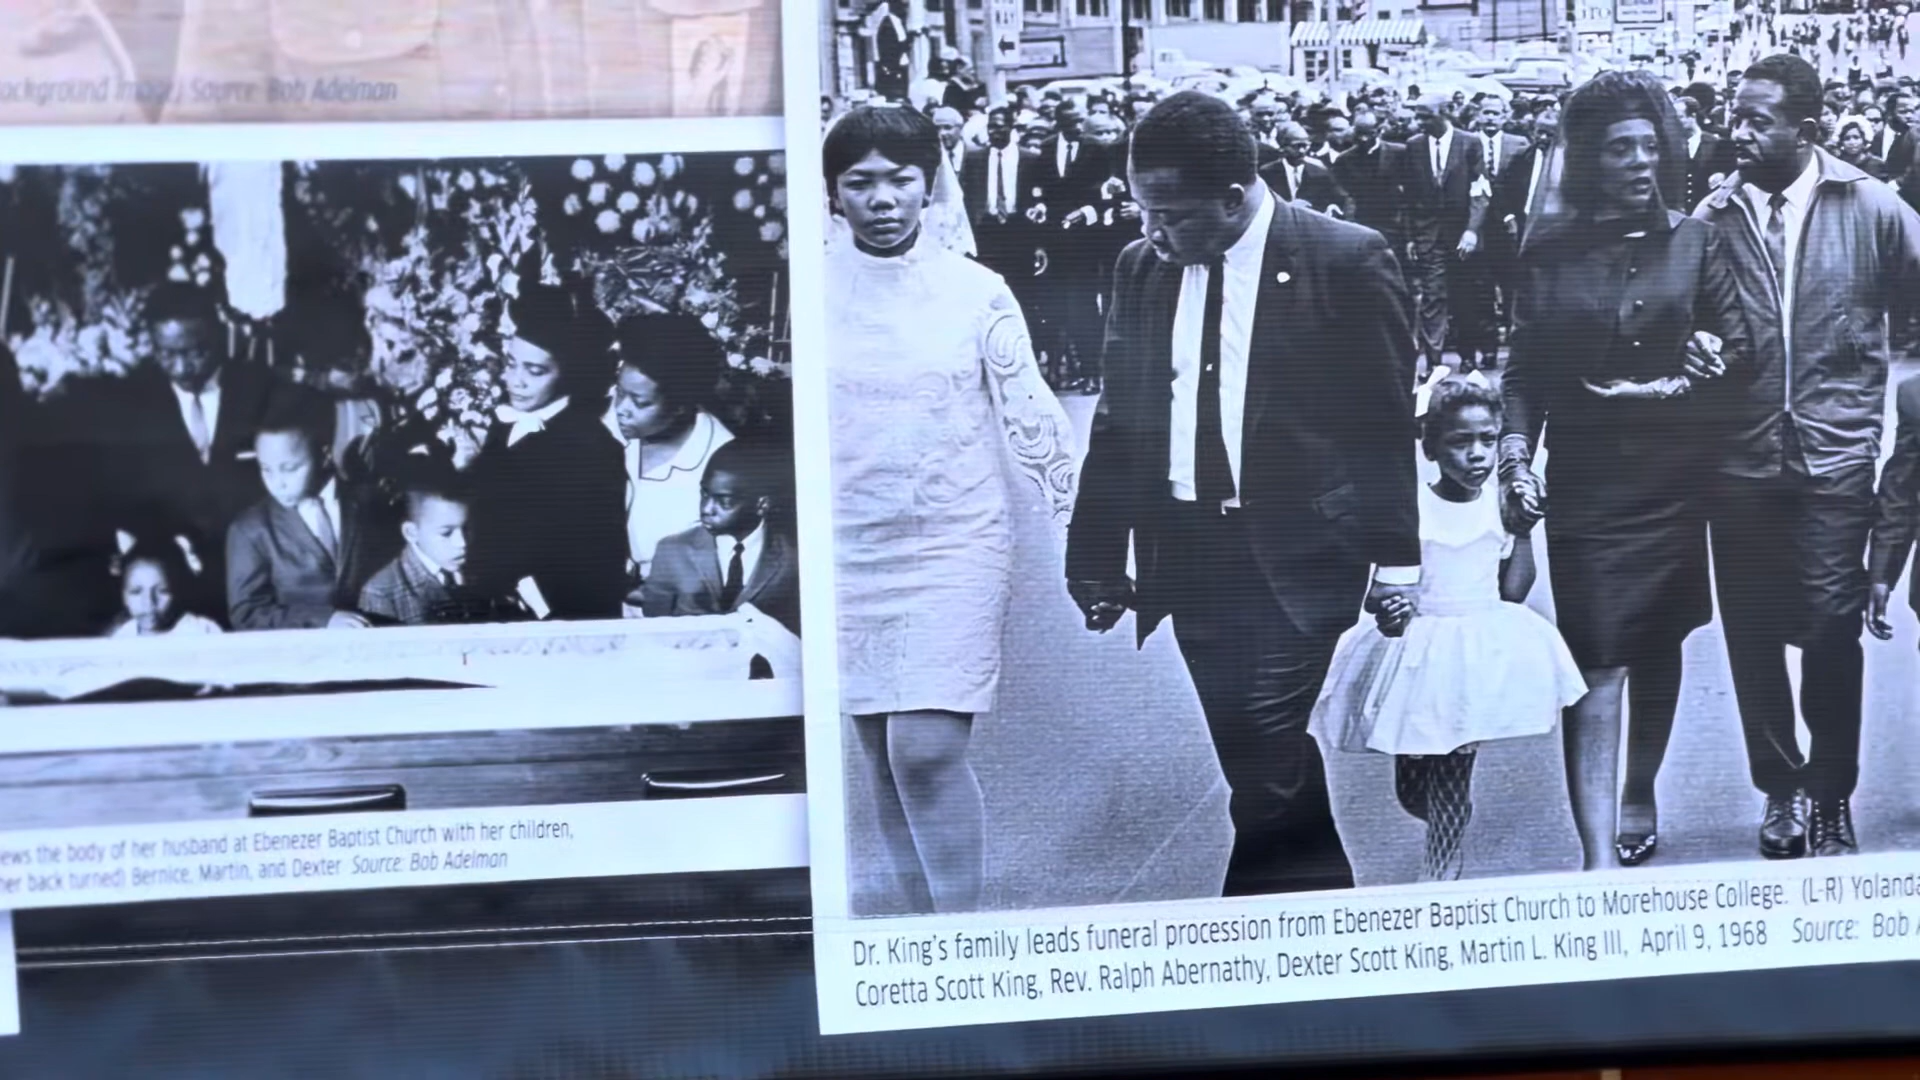 ackground image) Source: Bob Adelman
ews the body of her husband at Ebenezer Baptist Church with her children,
her back turned) Bernice, Martin, and Dexter Source: Bob Adelman
Dr. King's family leads funeral procession from Ebenezer Baptist Church to Morehouse College. (L-R) Yolanda
Coretta Scott King, Rev. Ralph Abernathy, Dexter Scott King, Martin L. King III, April 9, 1968 Source: Bob A